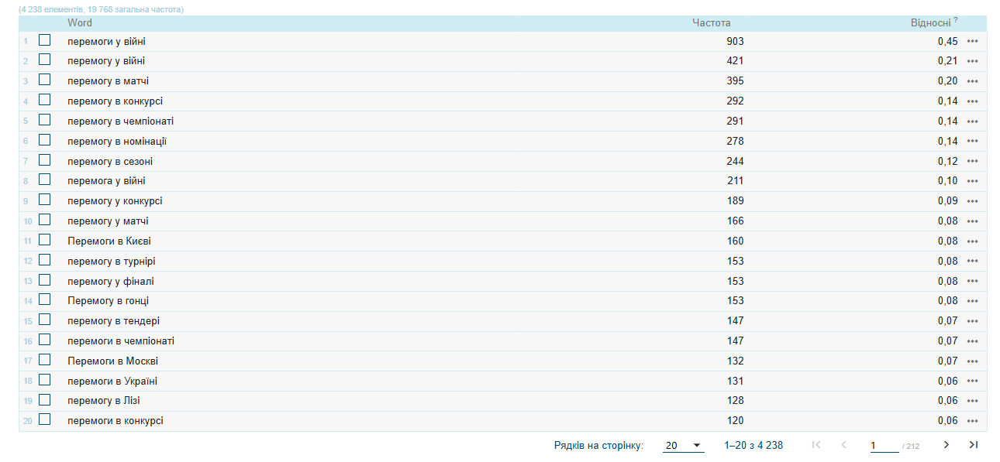 (4 238 елементів, 19 768 загальна частота)
Word Частота Відносні ?
1 перемоги у війні 903 0,45 •••
2 перемогу у війні 421 0,21 •••
3 перемогу в матчі 395 0,20 •••
4 перемогу в конкурсі 292 0,14 •••
5 перемогу в чемпіонаті 291 0,14 •••
6 перемогу в номінації 278 0,14 •••
7 перемогу в сезоні 244 0,12 •••
8 перемога у війні 211 0,10 •••
9 перемогу у конкурсі 189 0,09 •••
10 перемогу у матчі 166 0,08 •••
11 Перемоги в Києві 160 0,08 •••
12 перемогу в турнірі 153 0,08 •••
13 перемогу у фіналі 153 0,08 •••
14 Перемогу в гонці 153 0,08 •••
15 перемогу в тендері 147 0,07 •••
16 перемоги в чемпіонаті 147 0,07 •••
17 Перемоги в Москві 132 0,07 •••
18 перемоги в Україні 131 0,06 •••
19 перемогу в Лізі 128 0,06 •••
20 перемоги в конкурсі 120 0,06 •••
Рядків на сторінку: 20 1–20 з 4 238 1 / 212